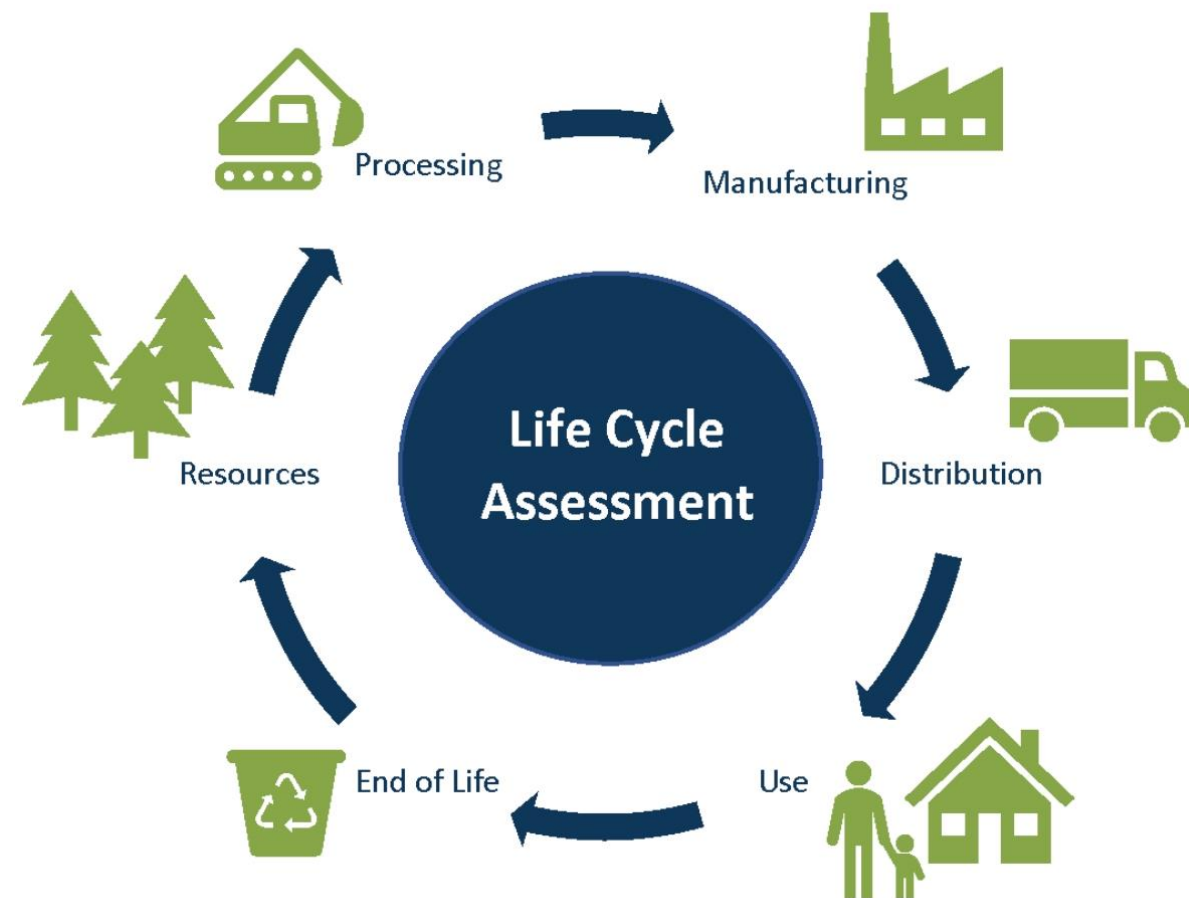 Processing
Manufacturing
Life Cycle
Assessment
Resources
Distribution
End of Life
Use